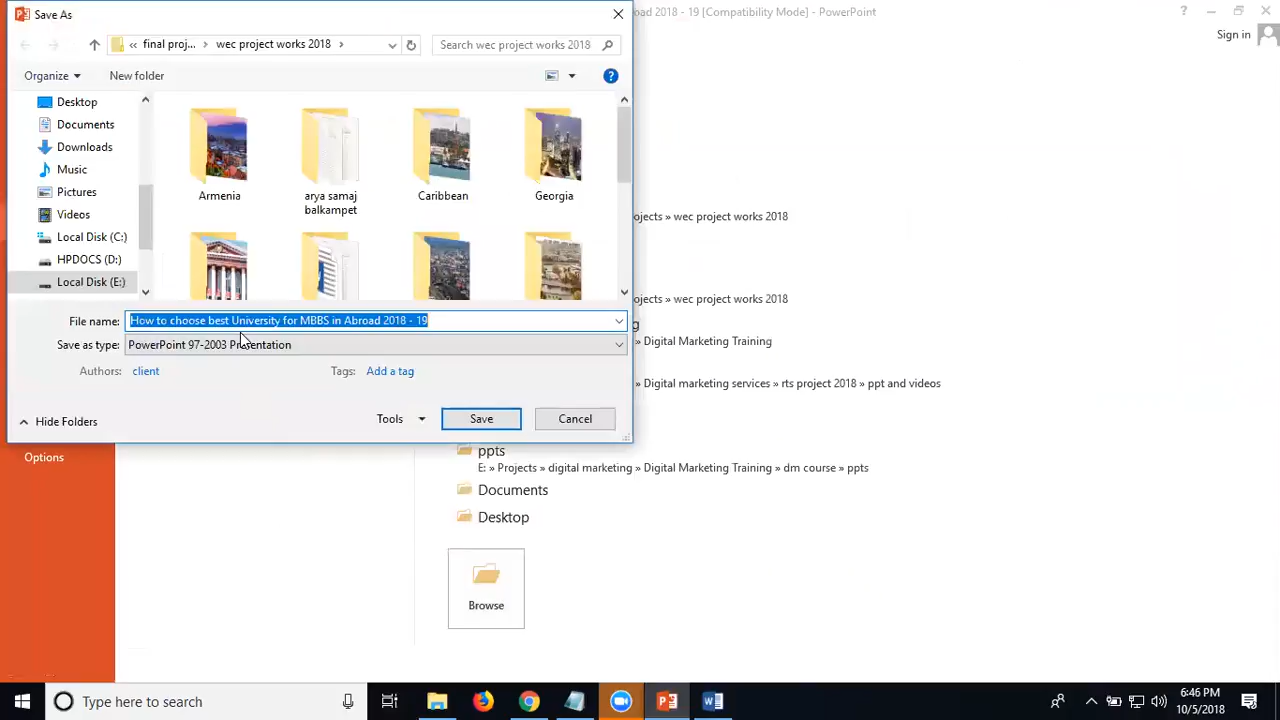 Save As
road 2018 - 19 [Compatibility Mode] - PowerPoint
?
Sign in
«
final proj...
wec project works 2018
Search wec project works 2018
Organize
New folder
?
Desktop
Documents
Downloads
Music
Pictures
Videos
Local Disk (C:)
HPDOCS (D:)
Local Disk (E:)
Armenia
arya samaj
balkampet
Caribbean
Georgia
File name:
How to choose best University for MBBS in Abroad 2018 - 19
Save as type:
PowerPoint 97-2003 Presentation
Authors:
client
Tags:
Add a tag
Hide Folders
Tools
Save
Cancel
ojects » wec project works 2018
ojects » wec project works 2018
g
» Digital Marketing Training
» Digital marketing services » rts project 2018 » ppt and videos
Options
ppts
E: » Projects » digital marketing » Digital Marketing Training » dm course » ppts
Documents
Desktop
Browse
Type here to search
6:46 PM
10/5/2018